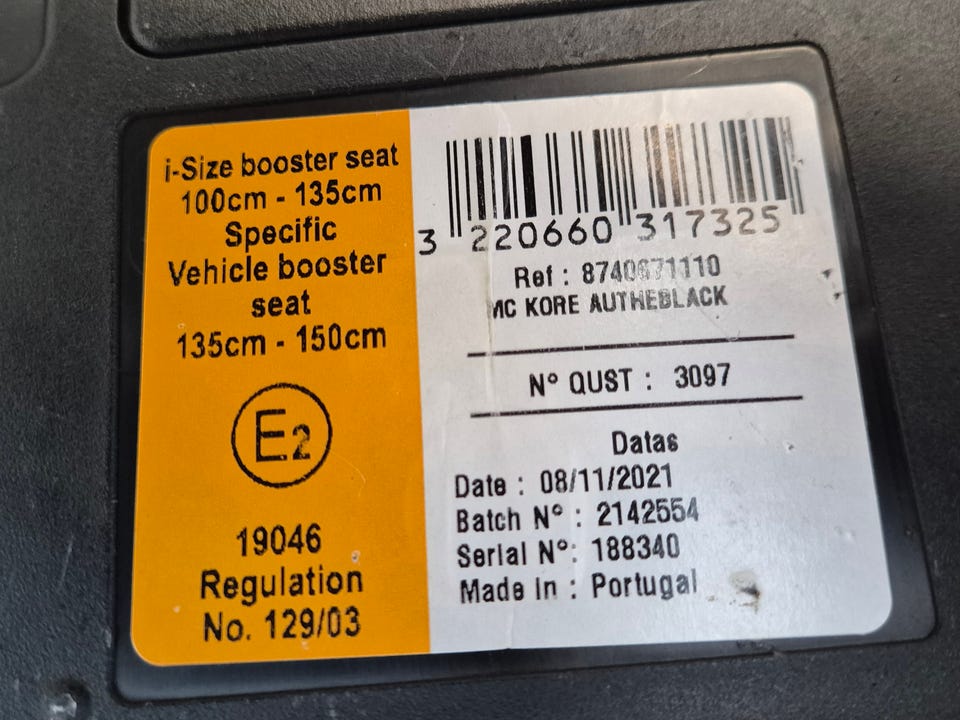 i-Size booster seat
100cm - 135cm
Specific
Vehicle booster
seat
135cm - 150cm
E2
19046
Regulation
No. 129/03
3 220660 317325
Ref : 8740671110
MC KORE AUTHEBLACK
N° QUST : 3097
Datas
Date : 08/11/2021
Batch N° : 2142554
Serial N°: 188340
Made In : Portugal